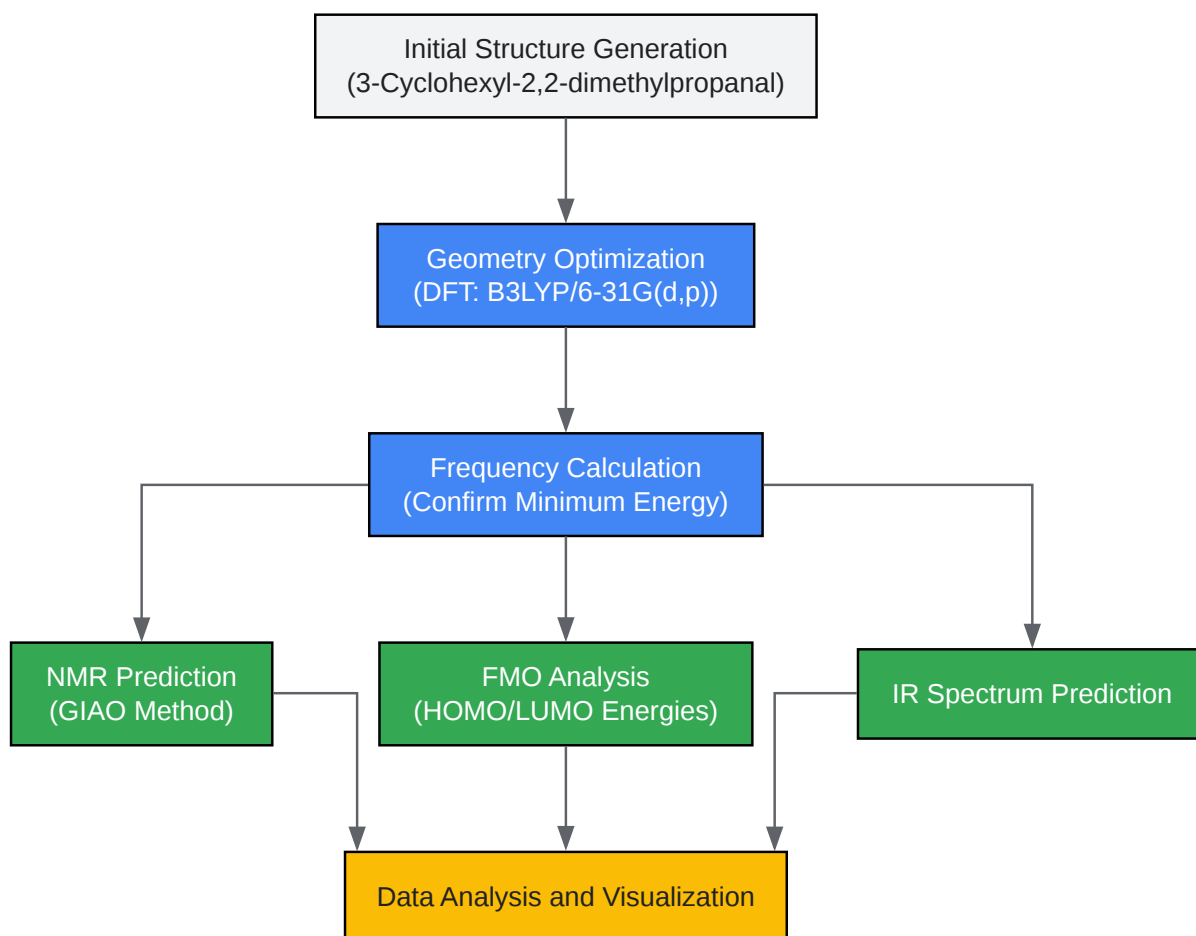 Initial Structure Generation
(3-Cyclohexyl-2,2-dimethylpropanal)
Geometry Optimization
(DFT: B3LYP/6-31G(d,p))
Frequency Calculation
(Confirm Minimum Energy)
NMR Prediction
(GIAO Method)
FMO Analysis
(HOMO/LUMO Energies)
IR Spectrum Prediction
Data Analysis and Visualization